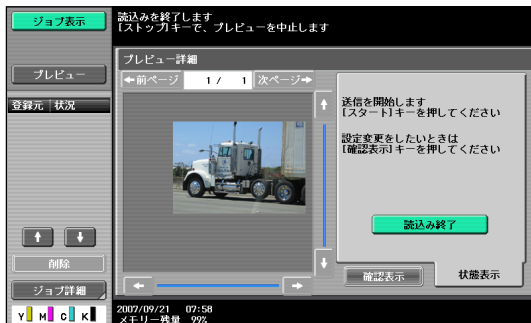 ジョブ表示
読込みを終了します
[ストップ]キーで、プレビューを中止します
プレビュー
登録元 状況
削除
ジョブ詳細
Y M C K
プレビュー詳細
←前ページ 1 / 1 次ページ→
送信を開始します
[スタート]キーを押してください
設定変更をしたいときは
[確認表示]キーを押してください
読込み終了
確認表示 状態表示
2007/09/21 07:58
メモリー残量 99%